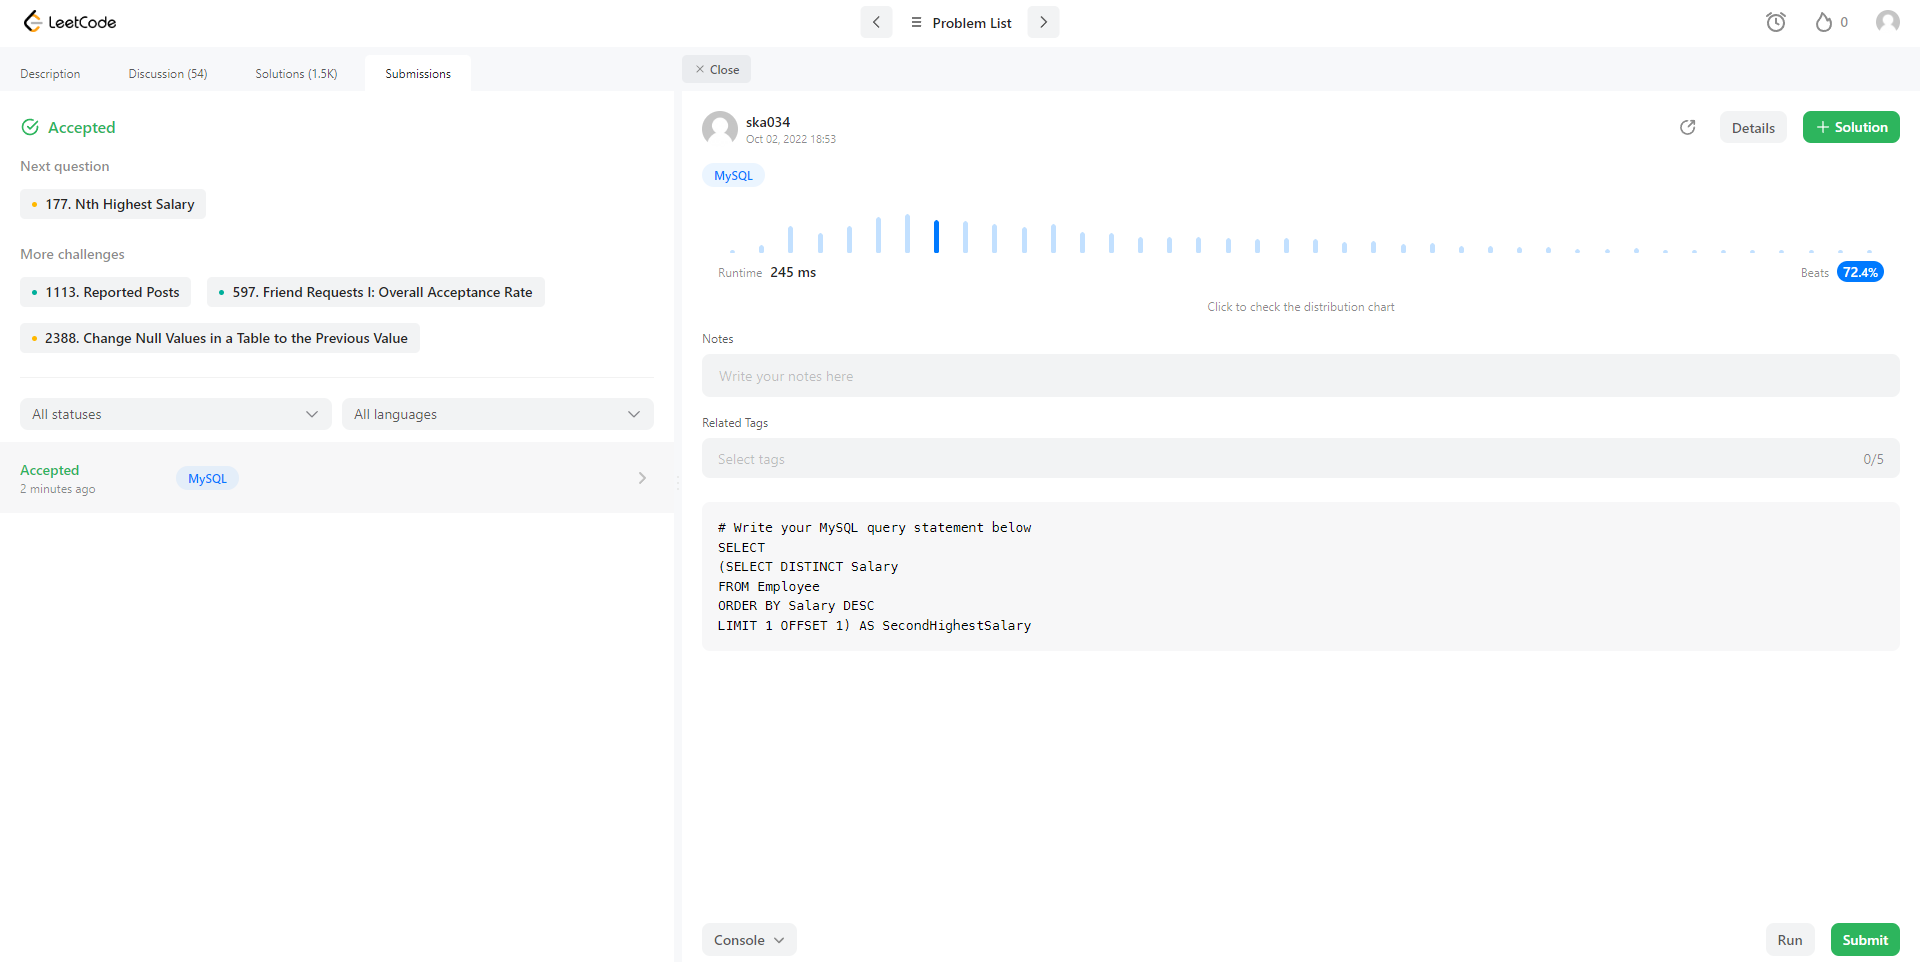 LeetCode
Problem List
0
Description
Discussion (54)
Solutions (1.5K)
Submissions
Close
Accepted
Next question
177. Nth Highest Salary
More challenges
1113. Reported Posts
597. Friend Requests I: Overall Acceptance Rate
2388. Change Null Values in a Table to the Previous Value
All statuses
All languages
Accepted
2 minutes ago
MySQL
ska034
Oct 02, 2022 18:53
Details
+ Solution
MySQL
Runtime 245 ms
Beats 72.4%
Click to check the distribution chart
Notes
Write your notes here
Related Tags
Select tags
0/5
# Write your MySQL query statement below
SELECT
(SELECT DISTINCT Salary
FROM Employee
ORDER BY Salary DESC
LIMIT 1 OFFSET 1) AS SecondHighestSalary
Console
Run
Submit